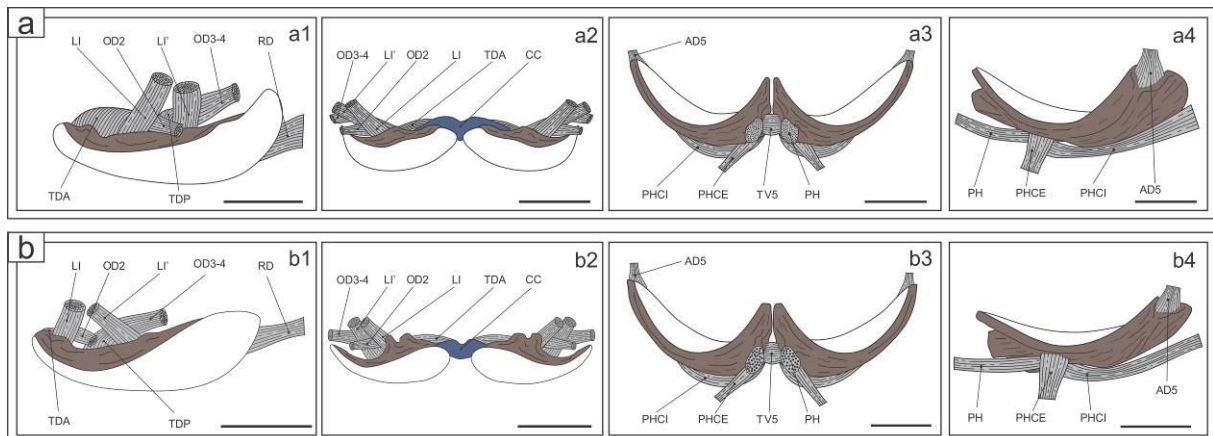 a
a1
LI OD2 LI' OD3-4 RD
TDA TDP
a2
OD3-4 LI' OD2 LI TDA CC
a3
AD5
PHCI PHCE TV5 PH
a4
PH PHCE PHCI AD5
b
b1
LI OD2 LI' OD3-4 RD
TDA TDP
b2
OD3-4 LI' OD2 LI TDA CC
b3
AD5
PHCI PHCE TV5 PH
b4
AD5
PH PHCE PHCI